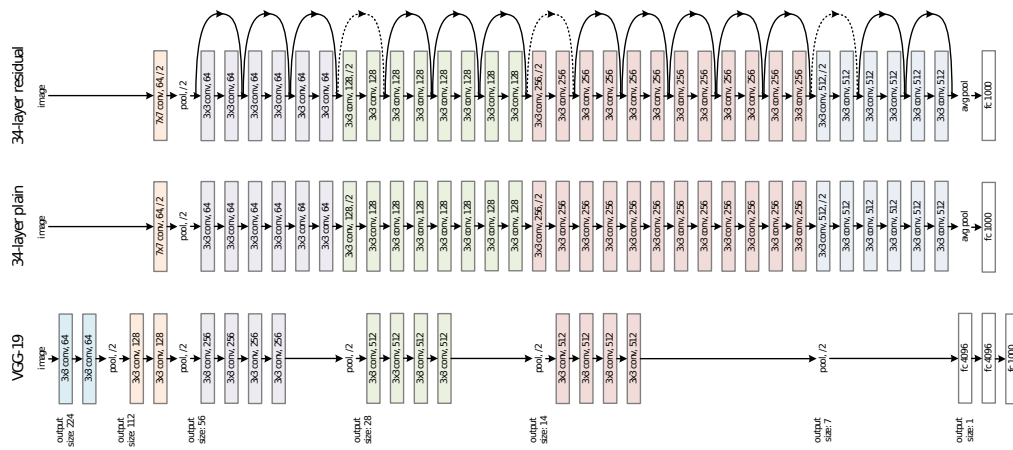 34-layer residual
image
7x7 conv, 64, /2
pool, /2
3x3 conv, 64
3x3 conv, 64
3x3 conv, 64
3x3 conv, 64
3x3 conv, 64
3x3 conv, 64
3x3 conv, 128, /2
3x3 conv, 128
3x3 conv, 128
3x3 conv, 128
3x3 conv, 128
3x3 conv, 128
3x3 conv, 128
3x3 conv, 128
3x3 conv, 256, /2
3x3 conv, 256
3x3 conv, 256
3x3 conv, 256
3x3 conv, 256
3x3 conv, 256
3x3 conv, 256
3x3 conv, 256
3x3 conv, 256
3x3 conv, 256
3x3 conv, 256
3x3 conv, 256
3x3 conv, 512, /2
3x3 conv, 512
3x3 conv, 512
3x3 conv, 512
3x3 conv, 512
3x3 conv, 512
avg pool
fc 1000
34-layer plain
image
7x7 conv, 64, /2
pool, /2
3x3 conv, 64
3x3 conv, 64
3x3 conv, 64
3x3 conv, 64
3x3 conv, 64
3x3 conv, 64
3x3 conv, 128, /2
3x3 conv, 128
3x3 conv, 128
3x3 conv, 128
3x3 conv, 128
3x3 conv, 128
3x3 conv, 128
3x3 conv, 128
3x3 conv, 256, /2
3x3 conv, 256
3x3 conv, 256
3x3 conv, 256
3x3 conv, 256
3x3 conv, 256
3x3 conv, 256
3x3 conv, 256
3x3 conv, 256
3x3 conv, 256
3x3 conv, 256
3x3 conv, 256
3x3 conv, 512, /2
3x3 conv, 512
3x3 conv, 512
3x3 conv, 512
3x3 conv, 512
3x3 conv, 512
avg pool
fc 1000
VGG-19
image
3x3 conv, 64
3x3 conv, 64
pool, /2
3x3 conv, 128
3x3 conv, 128
pool, /2
3x3 conv, 256
3x3 conv, 256
3x3 conv, 256
3x3 conv, 256
pool, /2
3x3 conv, 512
3x3 conv, 512
3x3 conv, 512
3x3 conv, 512
pool, /2
3x3 conv, 512
3x3 conv, 512
3x3 conv, 512
3x3 conv, 512
pool, /2
fc 4096
fc 4096
fc 1000
output
size: 224
output
size: 112
output
size: 56
output
size: 28
output
size: 14
output
size: 7
output
size: 1